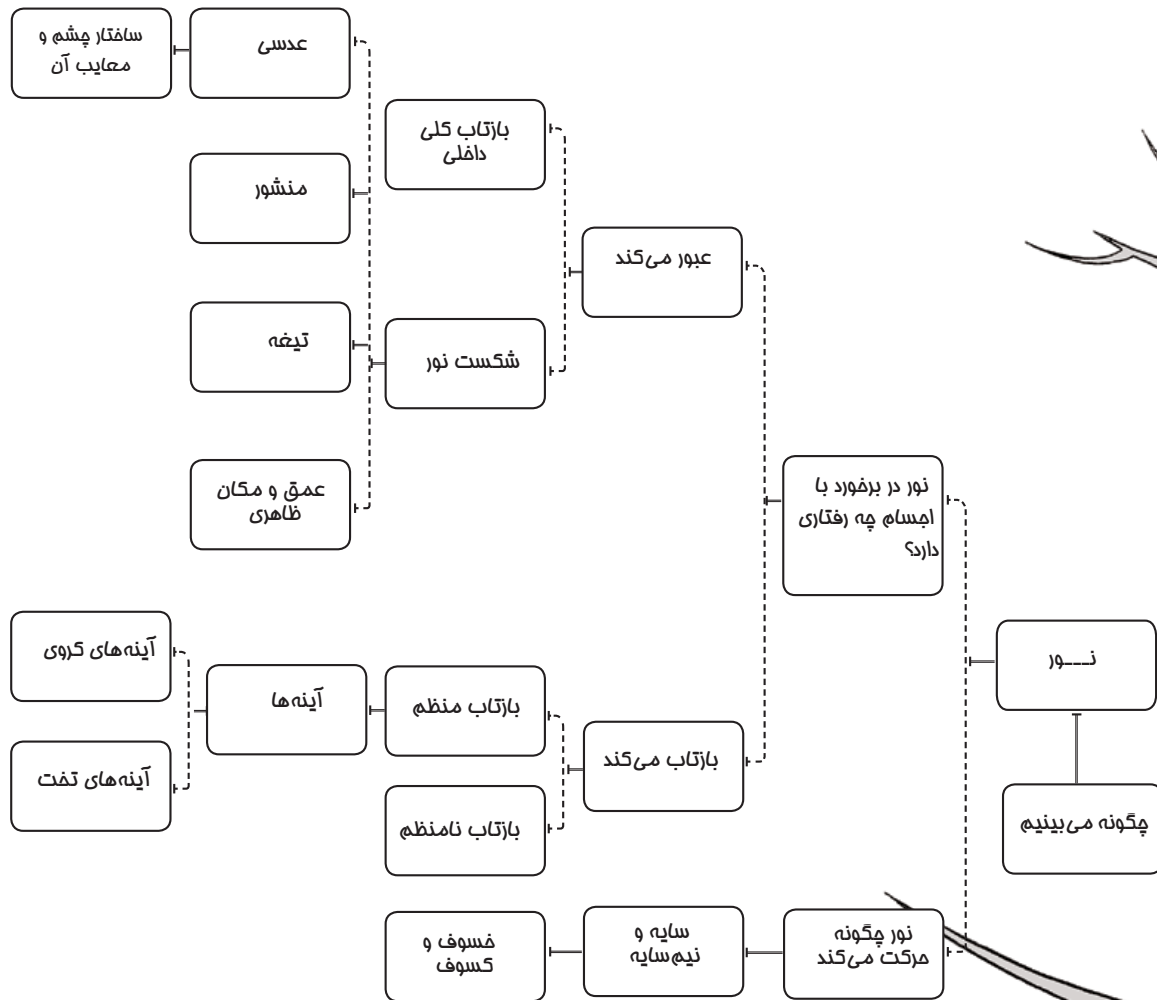 نـــور
چگونه می‌بینیم
نور در برخورد با
اجسام چه رفتاری
دارد؟
عبور می‌کند
بازتاب کلی
داخلی
شکست نور
عدسی
ساختار چشم و
معایب آن
منشور
تیغه
عمق و مکان
ظاهری
بازتاب می‌کند
بازتاب منظم
آینه‌ها
آینه‌های کروی
آینه‌های تخت
بازتاب نامنظم
نور چگونه
حرکت می‌کند
سایه و
نیم‌سایه
خسوف و
کسوف